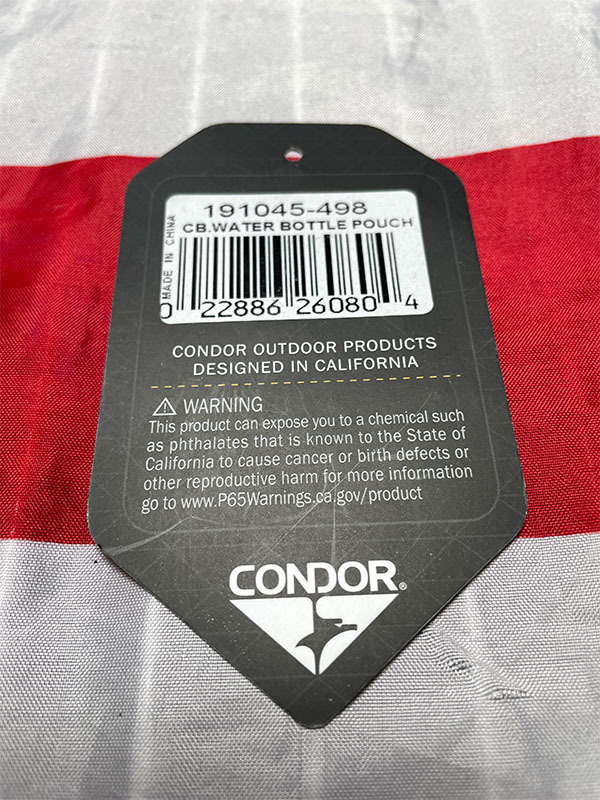 191045-498
CB.WATER BOTTLE POUCH
MADE IN CHINA
0 22886 26080 4
CONDOR OUTDOOR PRODUCTS
DESIGNED IN CALIFORNIA
⚠ WARNING
This product can expose you to a chemical such
as phthalates that is known to the State of
California to cause cancer or birth defects or
other reproductive harm for more information
go to www.P65Warnings.ca.gov/product
CONDOR®